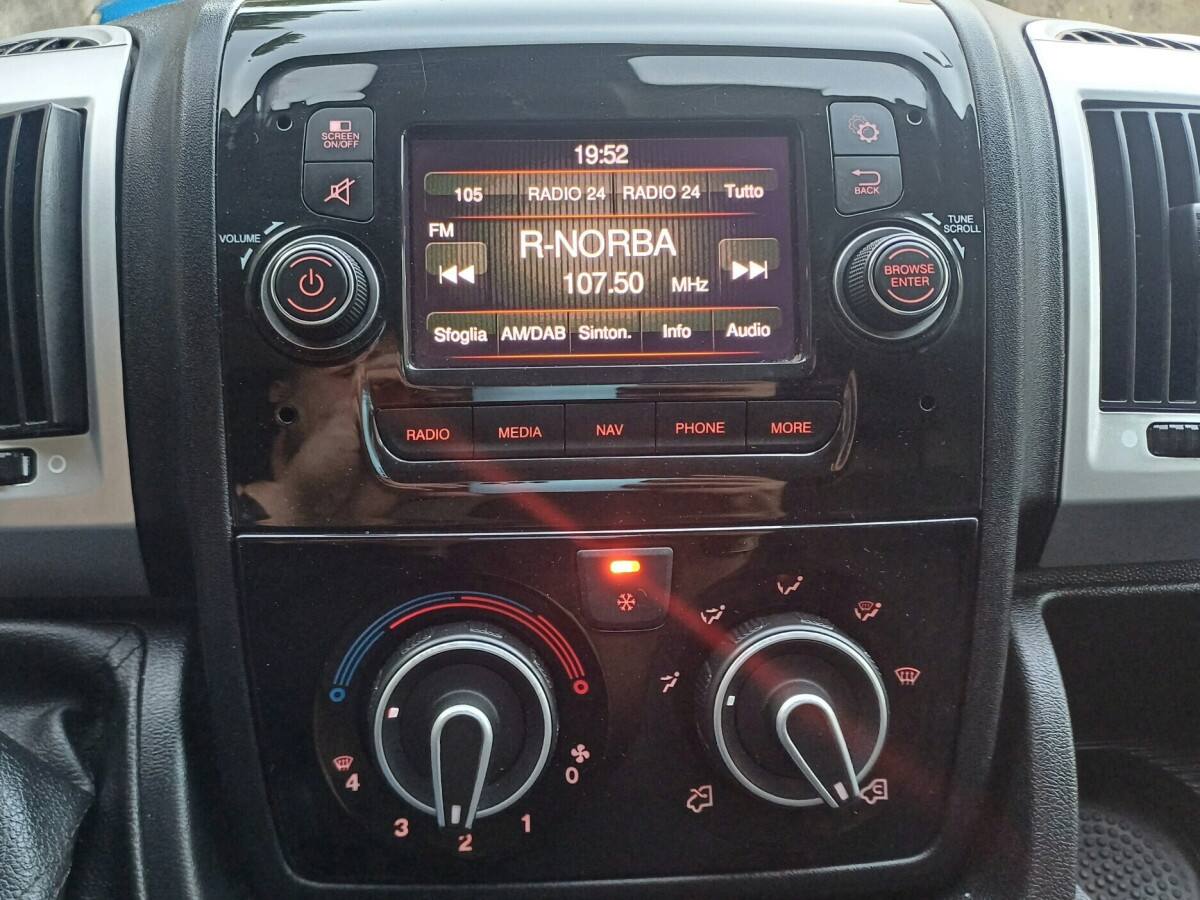 SCREEN
ON/OFF
VOLUME
19:52
105 RADIO 24 RADIO 24 Tutto
FM
R-NORBA
107.50 MHz
Sfoglia AM/DAB Sinton. Info Audio
BACK
TUNE
SCROLL
BROWSE
ENTER
RADIO MEDIA NAV PHONE MORE
0
1
2
3
4